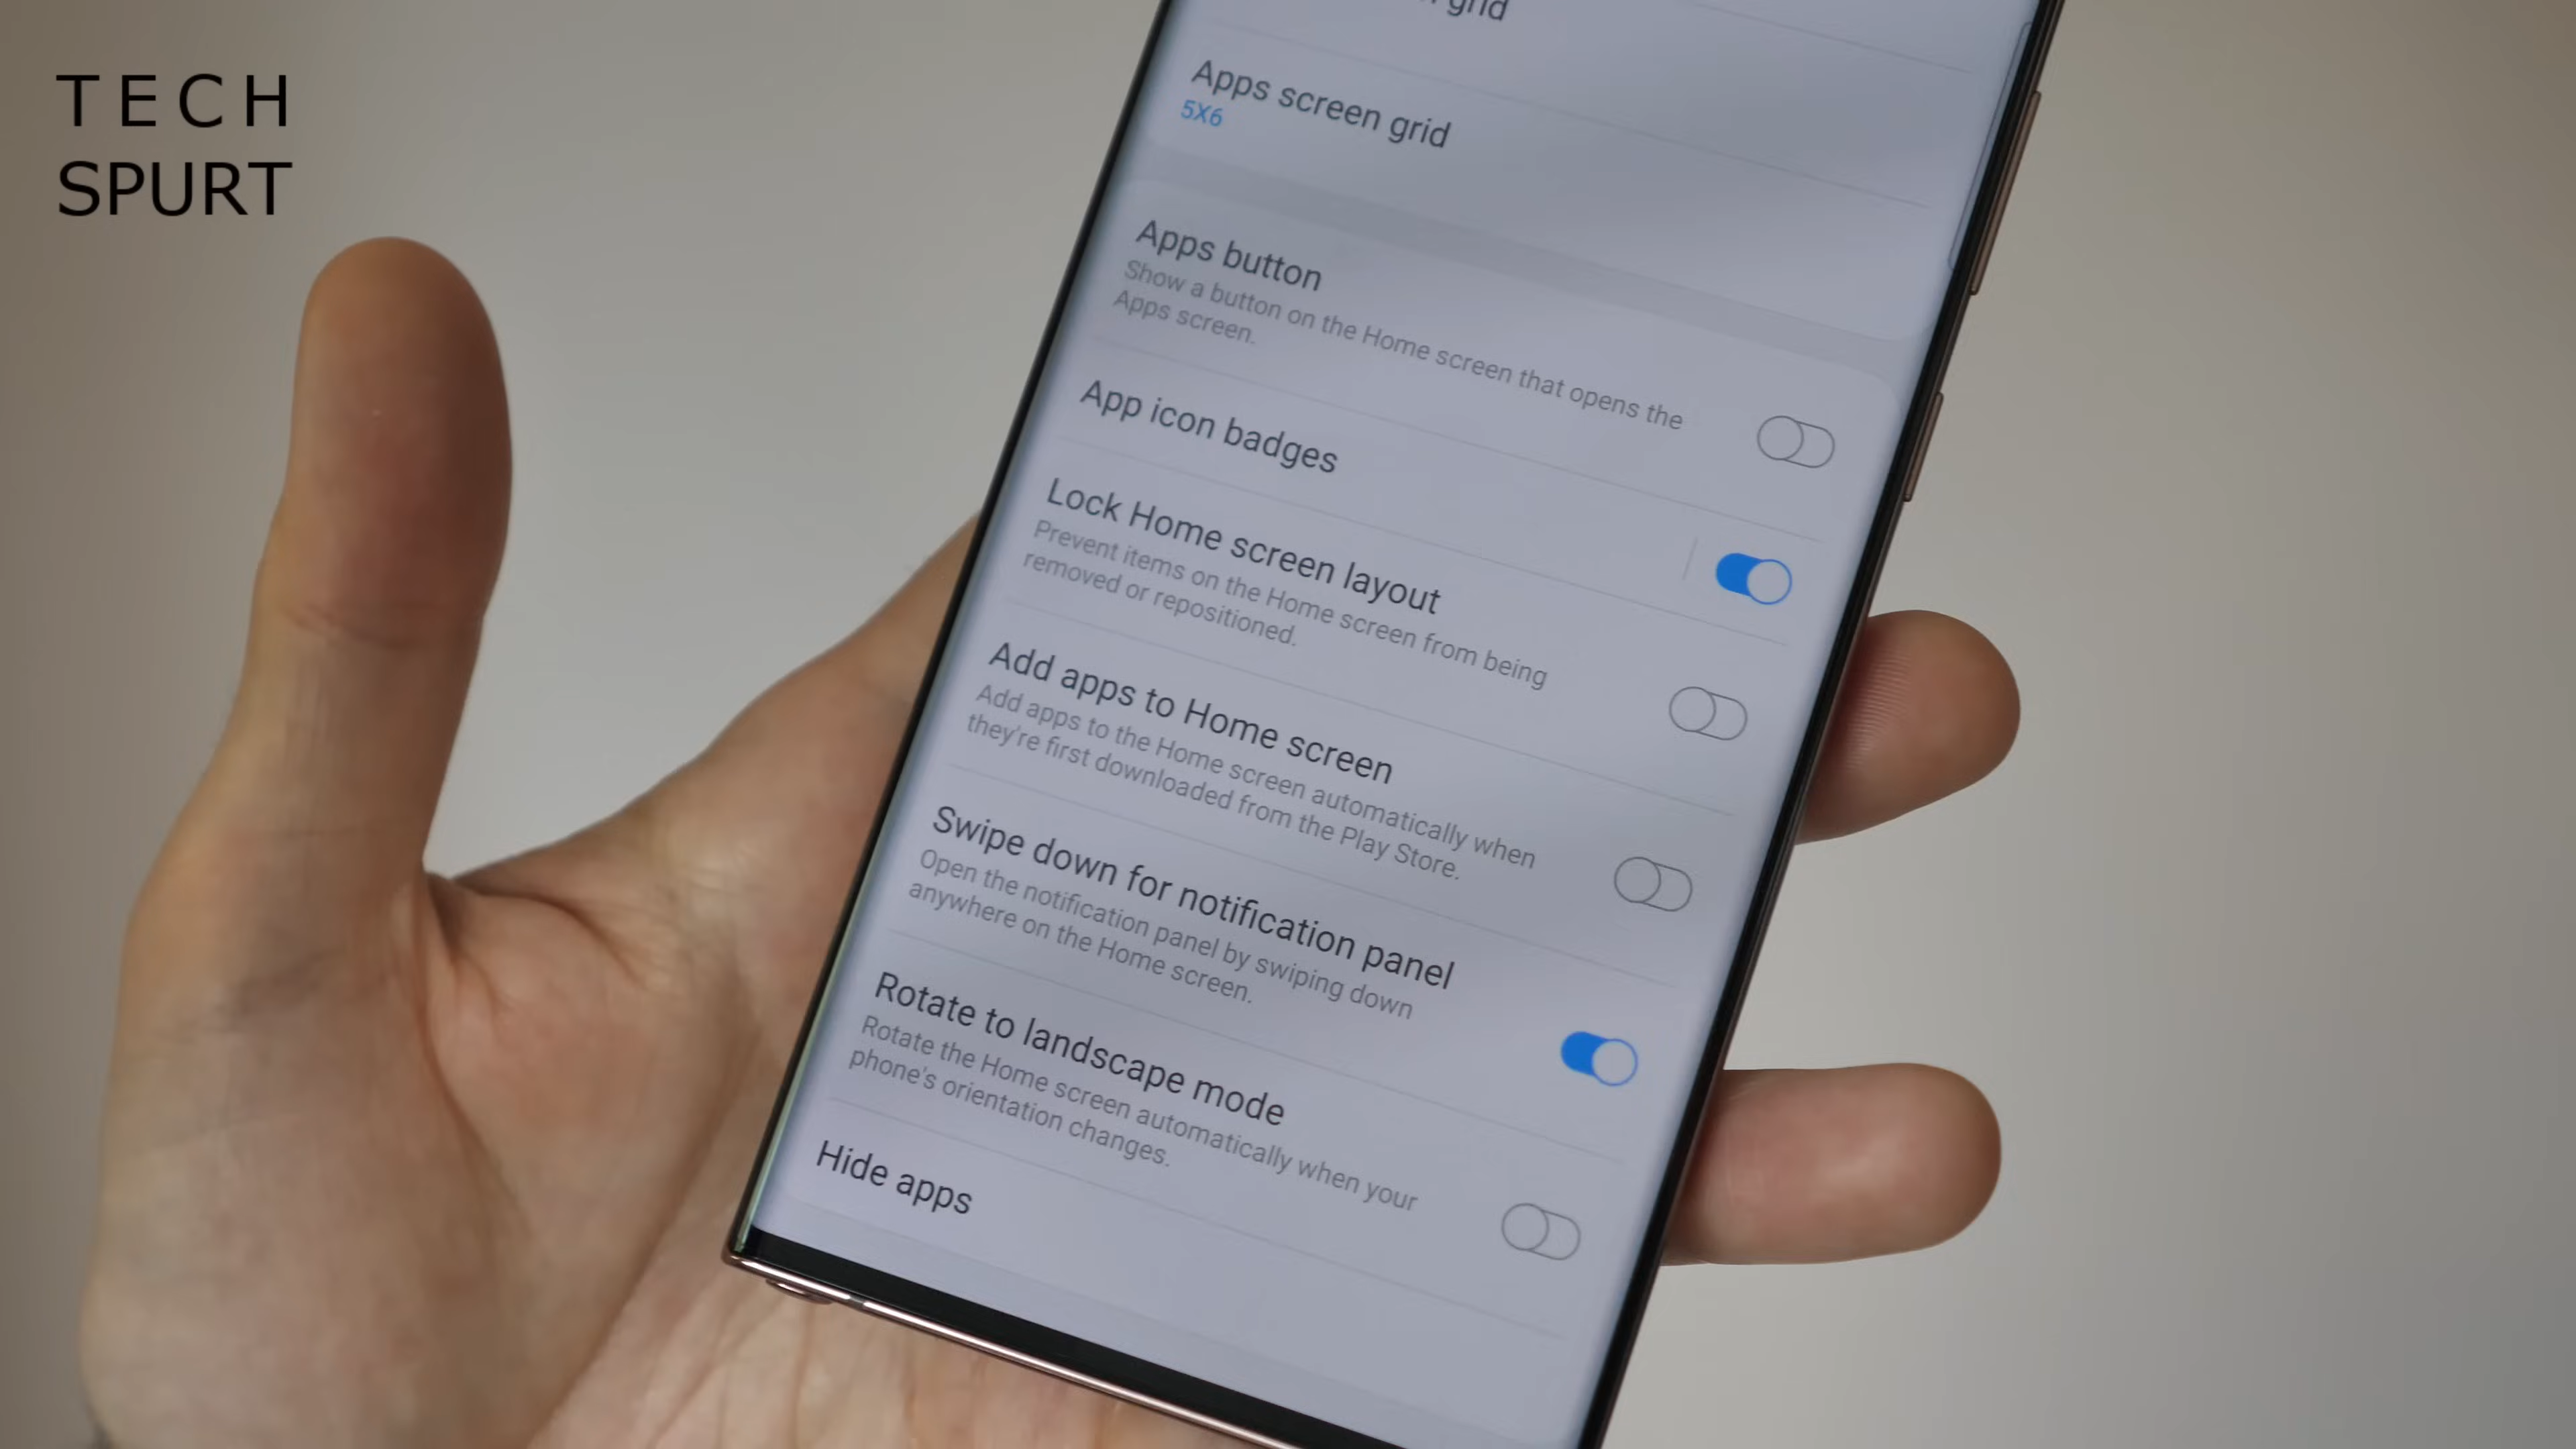 TECH
SPURT
grid
Apps screen grid
5X6
Apps button
Show a button on the Home screen that opens the
Apps screen.
App icon badges
Lock Home screen layout
Prevent items on the Home screen from being
removed or repositioned.
Add apps to Home screen
Add apps to the Home screen automatically when
they're first downloaded from the Play Store.
Swipe down for notification panel
Open the notification panel by swiping down
anywhere on the Home screen.
Rotate to landscape mode
Rotate the Home screen automatically when your
phone's orientation changes.
Hide apps